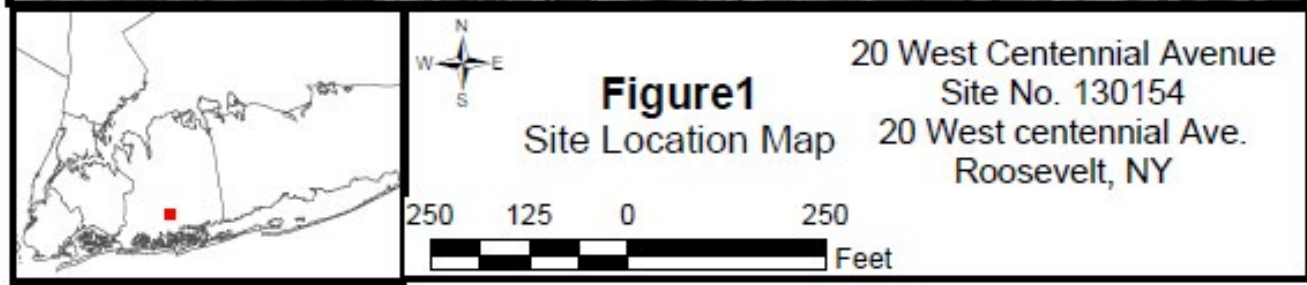 N
W E
S
Figure1
Site Location Map
20 West Centennial Avenue
Site No. 130154
20 West centennial Ave.
Roosevelt, NY
250 125 0 250
Feet